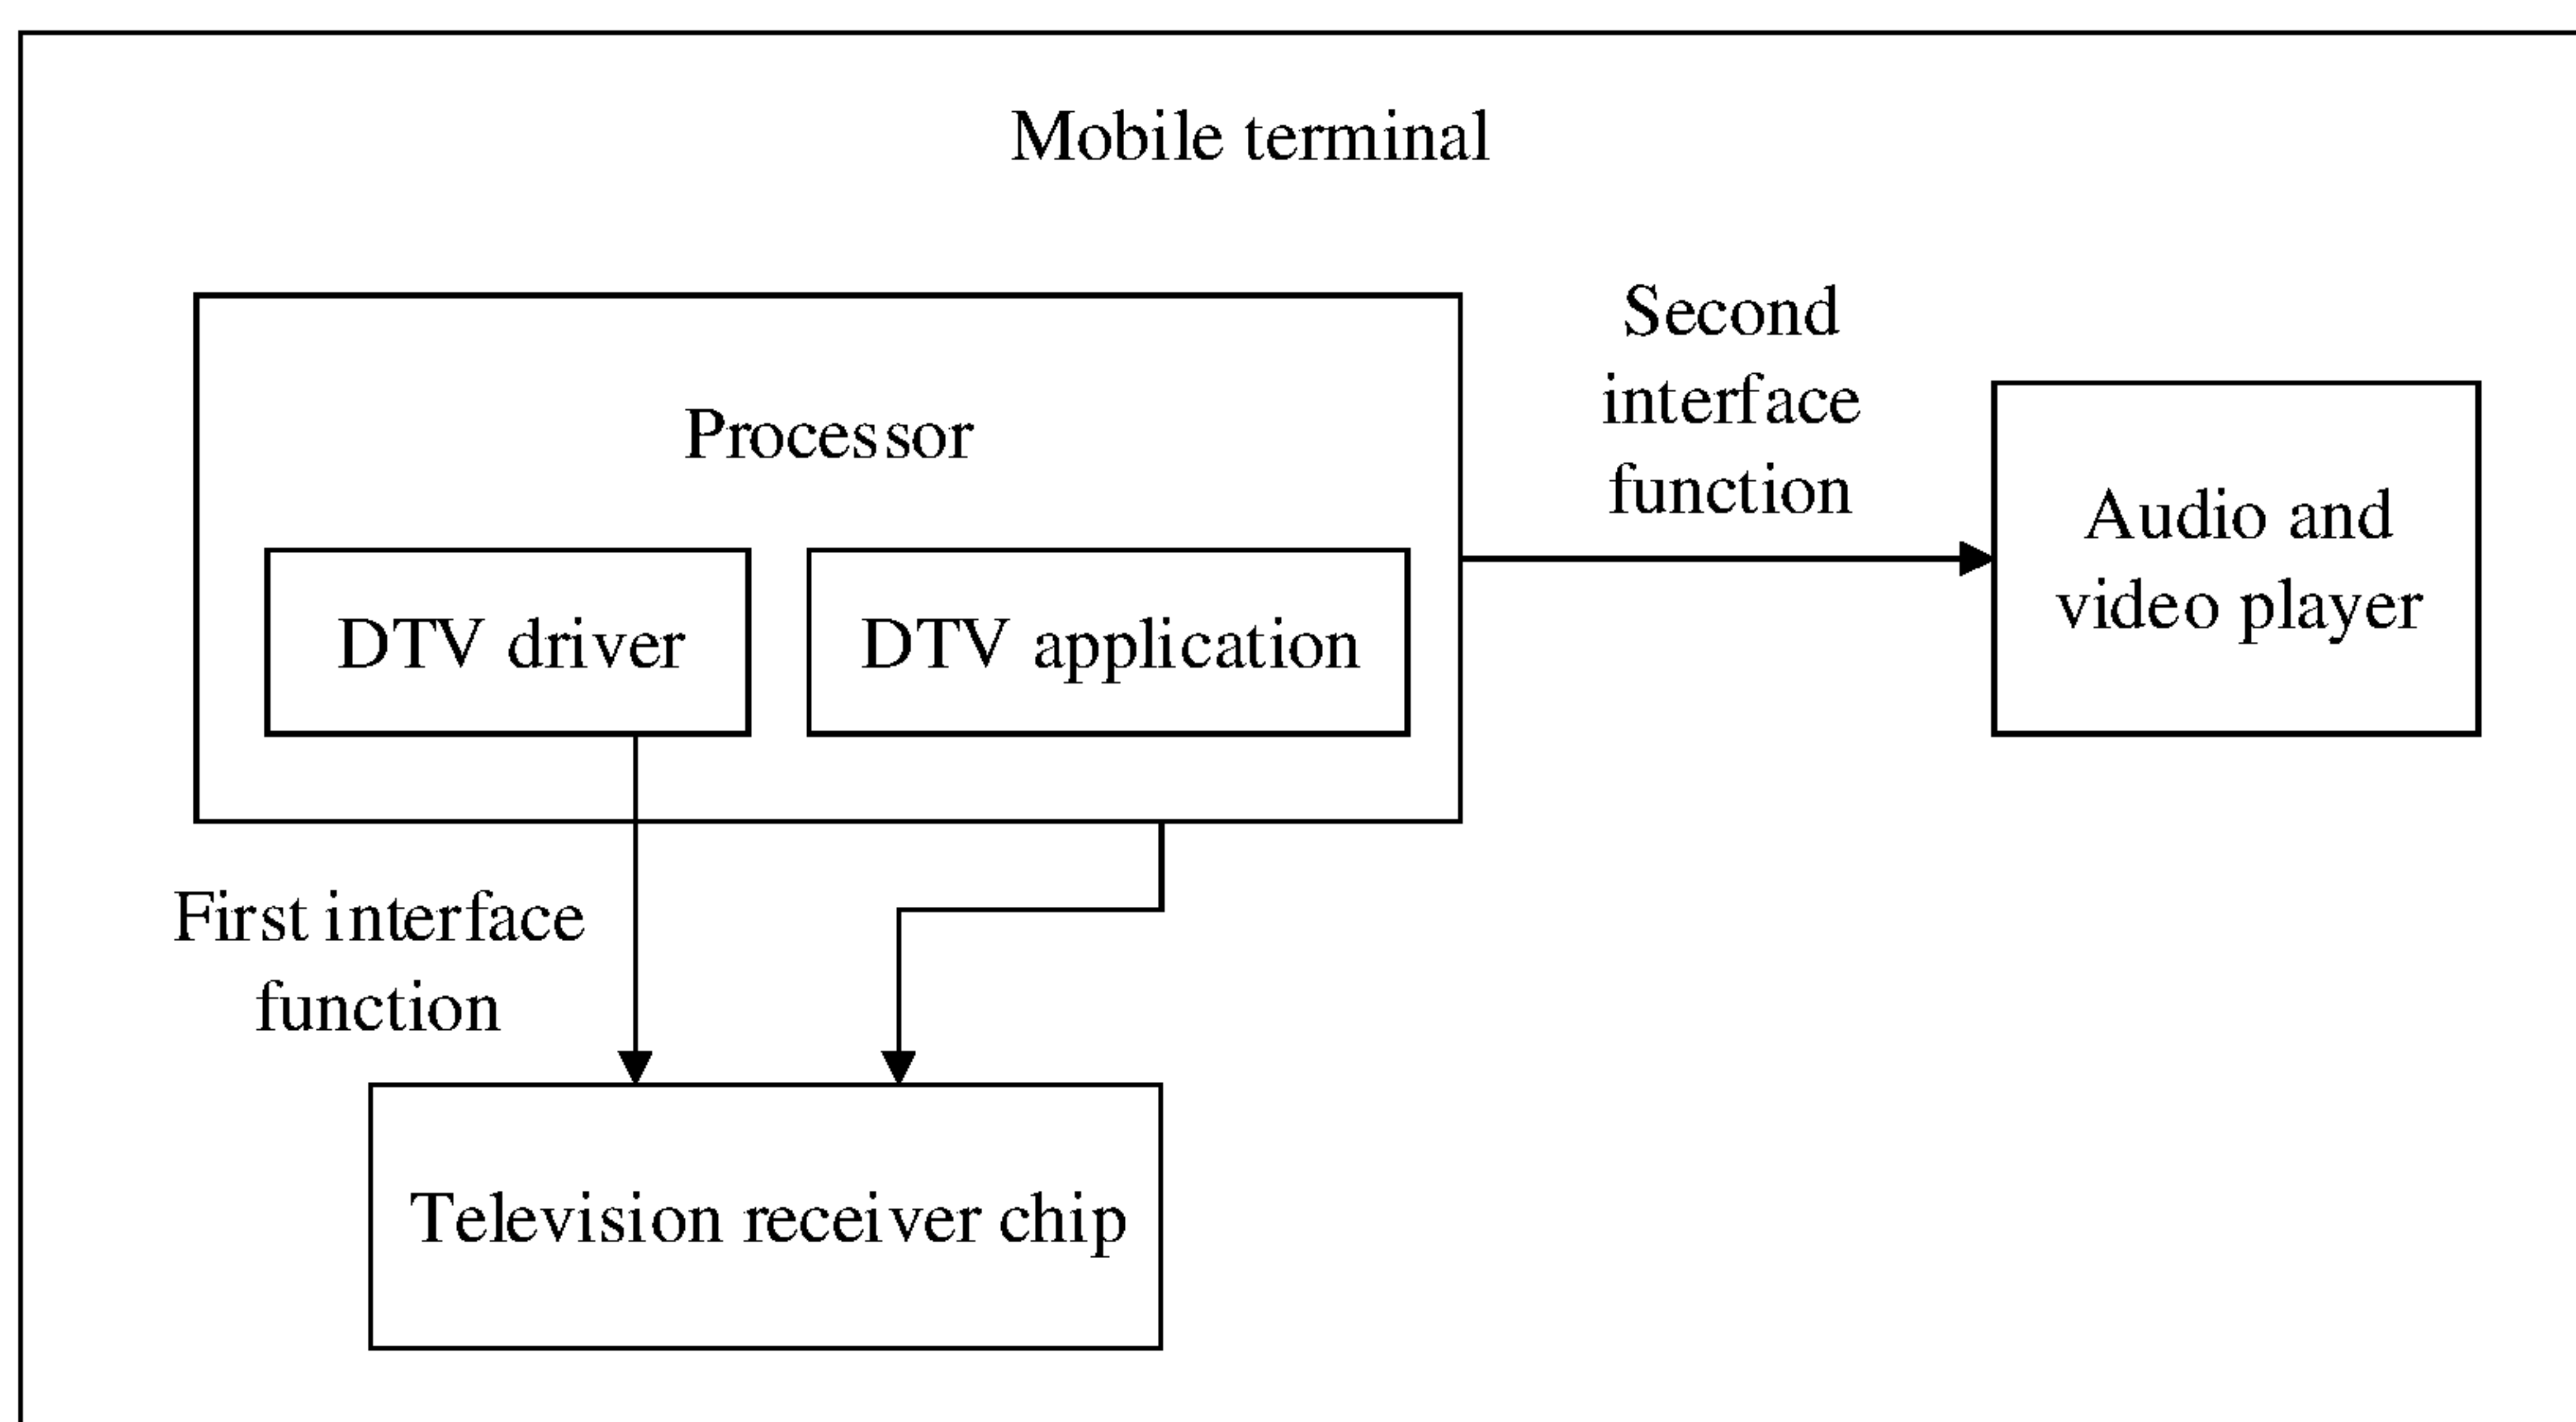 Mobile terminal
Second
interface
function
Processor
Audio and
video player
DTV driver
DTV application
First interface
function
Television receiver chip